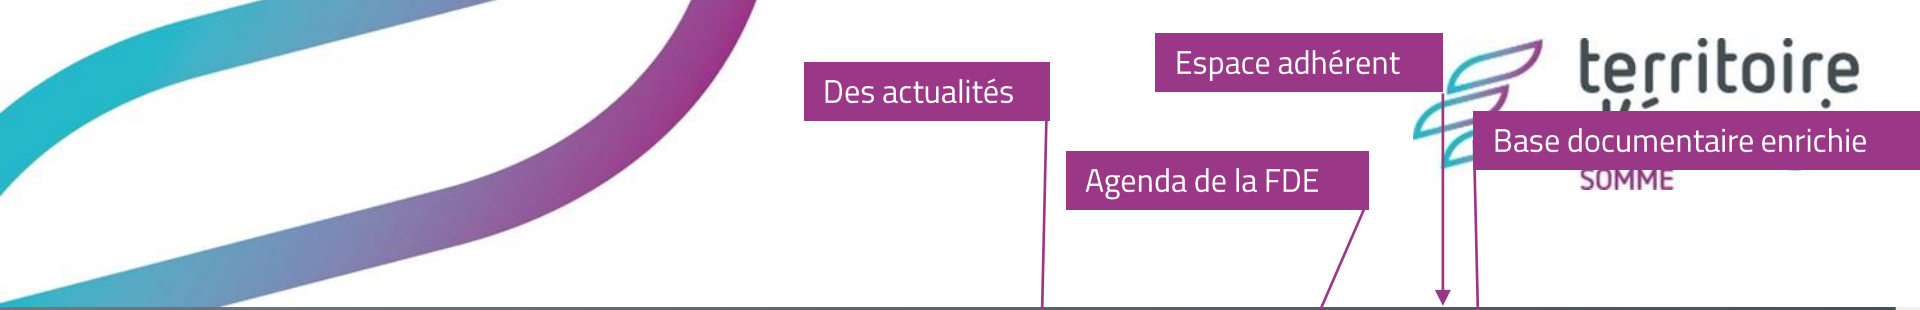 Espace adhérent
territoire
Des actualités
Base documentaire enrichie
Agenda de la FDE
SOMME